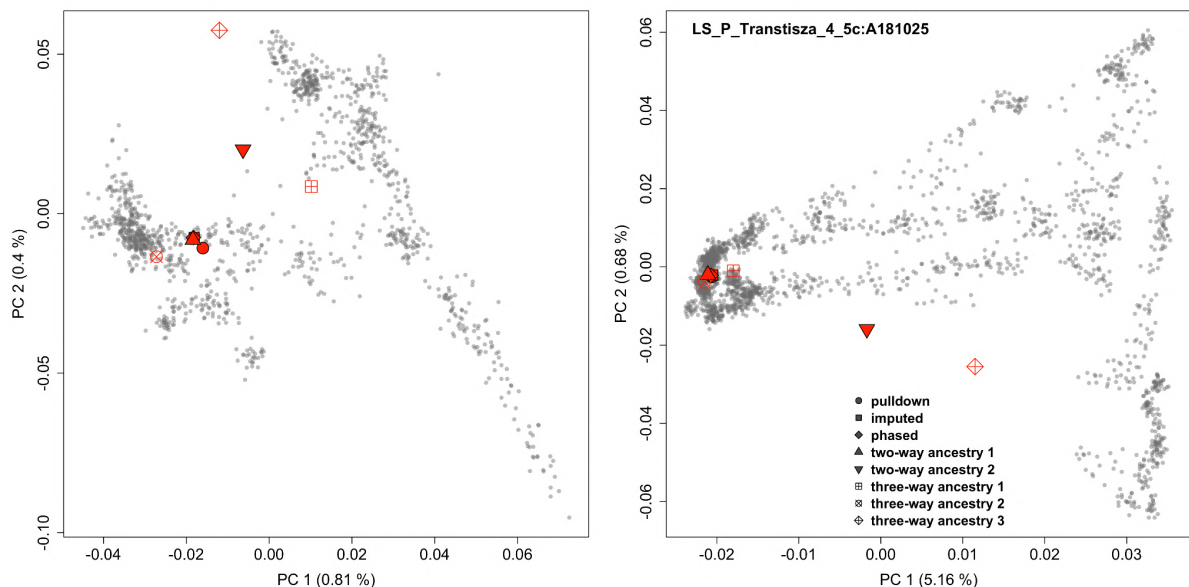 0.05
0.00
-0.05
-0.10
PC 2 (0.4 %)
-0.04 -0.02 0.00 0.02 0.04 0.06
PC 1 (0.81 %)
LS_P_Transtisza_4_5c:A181025
0.06
0.04
0.02
0.00
-0.02
-0.04
-0.06
PC 2 (0.68 %)
pulldown
imputed
phased
two-way ancestry 1
two-way ancestry 2
three-way ancestry 1
three-way ancestry 2
three-way ancestry 3
-0.02 -0.01 0.00 0.01 0.02 0.03
PC 1 (5.16 %)